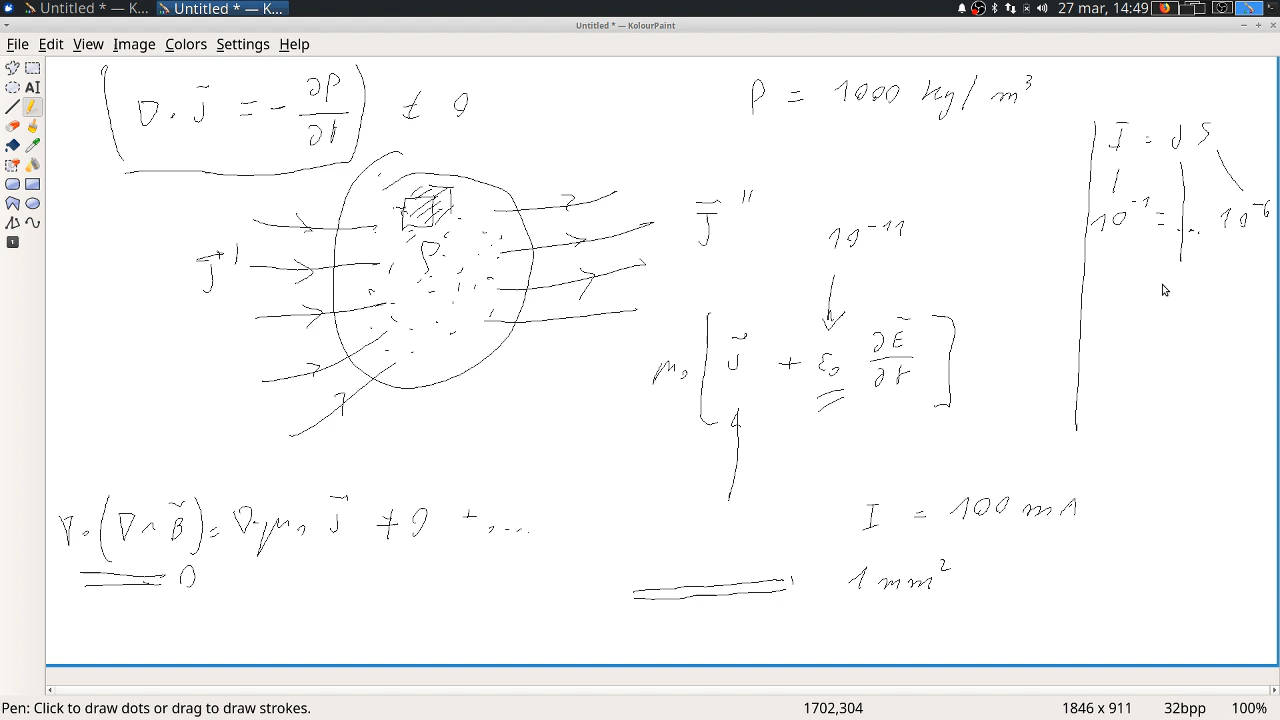 Untitled * — K...
Untitled * — K...
27 mar, 14:49
Untitled * — KolourPaint
File Edit View Image Colors Settings Help
∇ · J⃗ = - ∂ρ/∂t ≠ 0
ρ = 1000 kg/m³
I = J S
10⁻¹ = ... 10⁻⁶
J⃗ '
ρ
J⃗ ''
10⁻¹¹
μ₀ [ J⃗ + ε₀ ∂E⃗/∂t ]
∇ · (∇ ∧ B⃗) = ∇ · μ₀ J⃗ ≠ 0 + ...
0
I = 100 mA
1 mm²
Pen: Click to draw dots or drag to draw strokes.
1702,304
1846 x 911
32bpp
100%